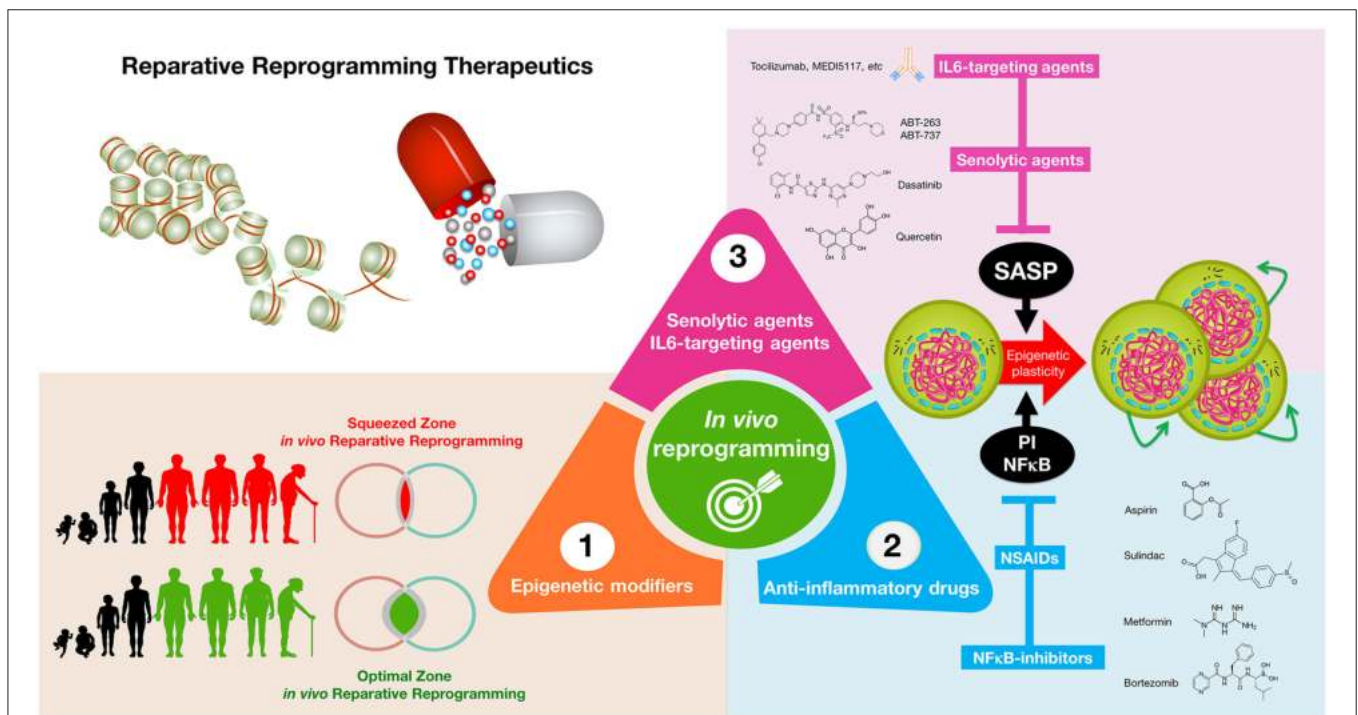 Reparative Reprogramming Therapeutics
Tocilizumab, MEDI5117, etc
IL6-targeting agents
ABT-263
ABT-737
Senolytic agents
Dasatinib
Quercetin
SASP
3
Senolytic agents
IL6-targeting agents
Epigenetic
plasticity
In vivo
reprogramming
PI
NFκB
Squeezed Zone
in vivo Reparative Reprogramming
1
Epigenetic modifiers
2
Anti-inflammatory drugs
Optimal Zone
in vivo Reparative Reprogramming
NSAIDs
NFκB-inhibitors
Aspirin
Sulindac
Metformin
Bortezomib